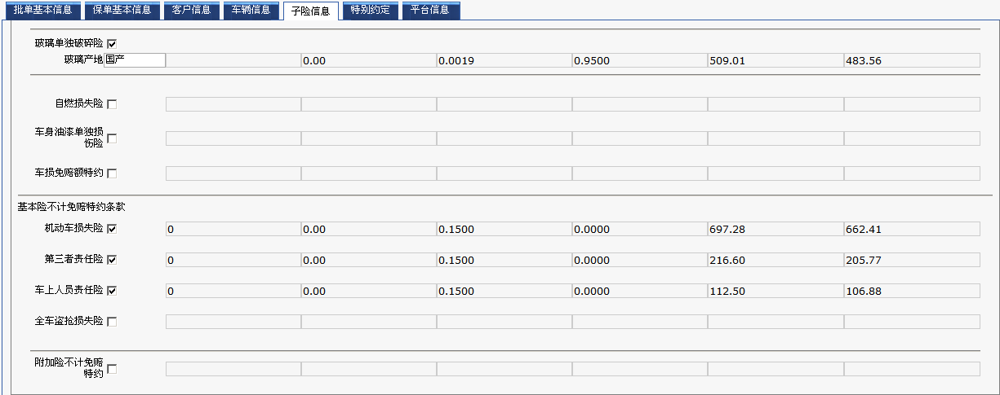 批单基本信息 保单基本信息 客户信息 车辆信息 子险信息 特别约定 平台信息
玻璃单独破碎险
玻璃产地 国产 0.00 0.0019 0.9500 509.01 483.56
自燃损失险
车身油漆单独损
伤险
车损免赔额特约
基本险不计免赔特约条款
机动车损失险 0 0.00 0.1500 0.0000 697.28 662.41
第三者责任险 0 0.00 0.1500 0.0000 216.60 205.77
车上人员责任险 0 0.00 0.1500 0.0000 112.50 106.88
全车盗抢损失险
附加险不计免赔
特约